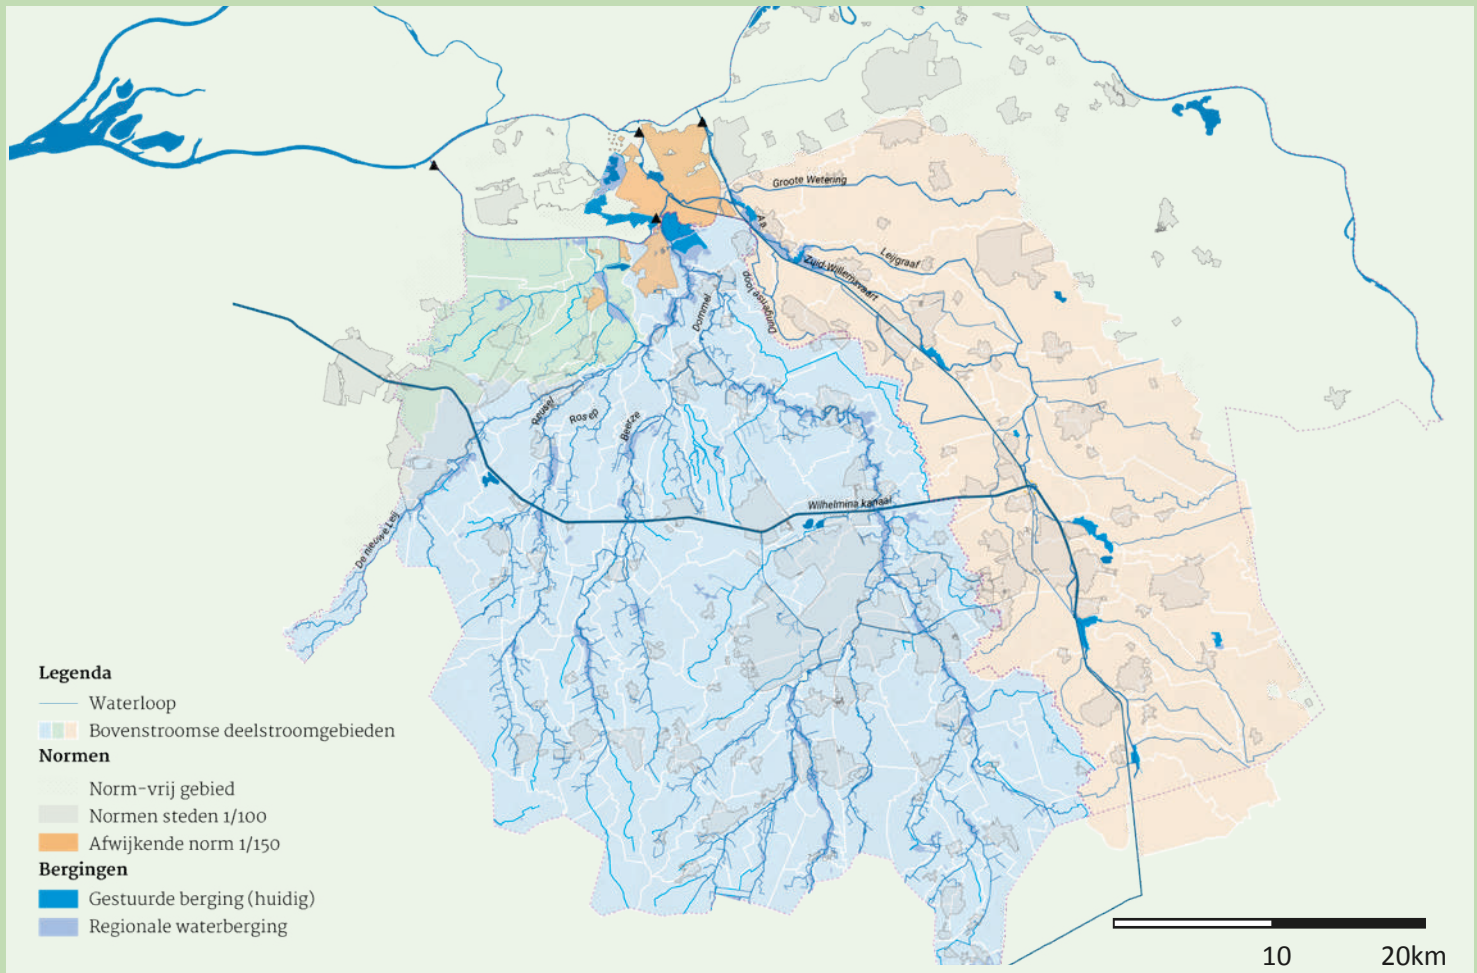 Groote Wetering
Aa
Leijgraaf
Zuid-Willemsvaart
Dungense loop
Dommel
Reusel
Rosep
Beerze
Wilhelmina kanaal
De nieuwe Leij
Legenda
Waterloop
Bovenstroomse deelstroomgebieden
Normen
Norm-vrij gebied
Normen steden 1/100
Afwijkende norm 1/150
Bergingen
Gestuurde berging (huidig)
Regionale waterberging
10 20km